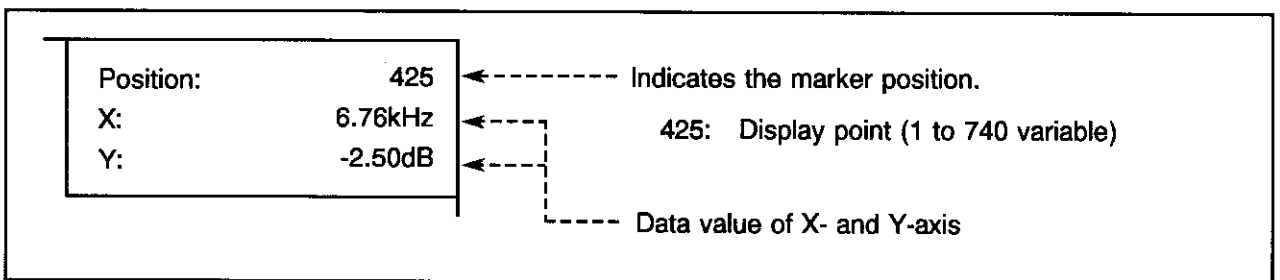 Position: 425 Indicates the marker position.
X: 6.76kHz 425: Display point (1 to 740 variable)
Y: -2.50dB
Data value of X- and Y-axis